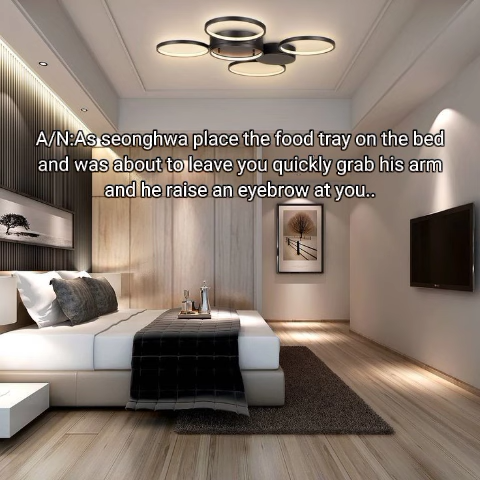 A/N:As seonghwa place the food tray on the bed
and was about to leave you quickly grab his arm
and he raise an eyebrow at you..